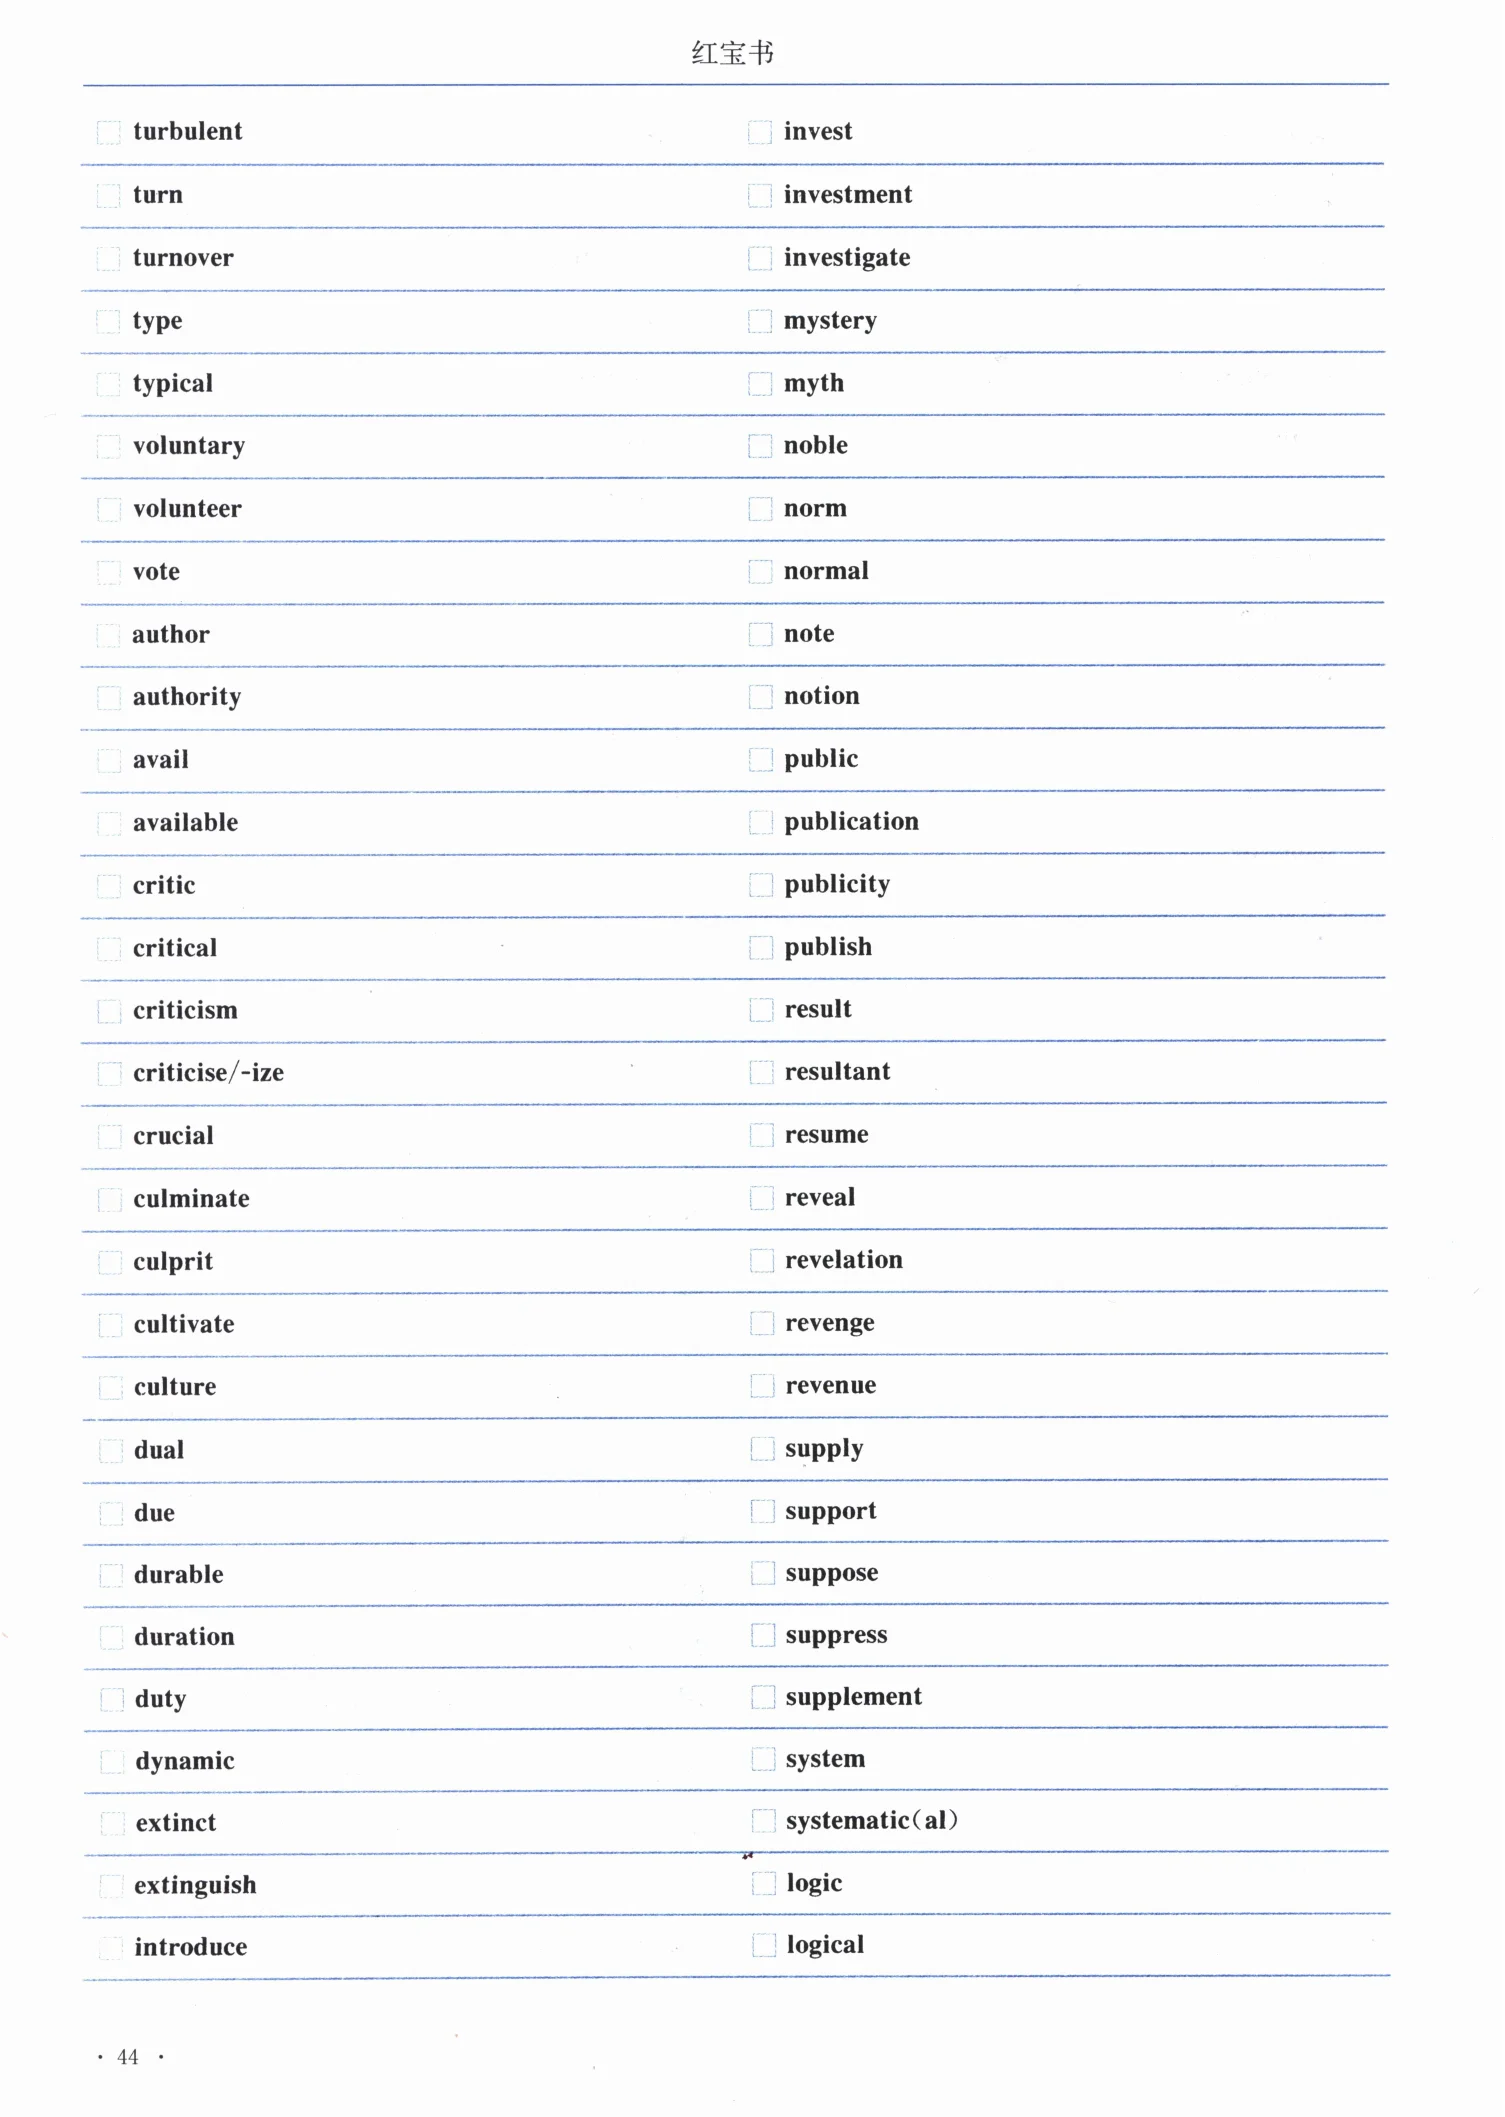 红宝书
turbulent
turn
turnover
type
typical
voluntary
volunteer
vote
author
authority
avail
available
critic
critical
criticism
criticise/-ize
crucial
culminate
culprit
cultivate
culture
dual
due
durable
duration
duty
dynamic
extinct
extinguish
introduce
invest
investment
investigate
mystery
myth
noble
norm
normal
note
notion
public
publication
publicity
publish
result
resultant
resume
reveal
revelation
revenge
revenue
supply
support
suppose
suppress
supplement
system
systematic(al)
logic
logical
· 44 ·